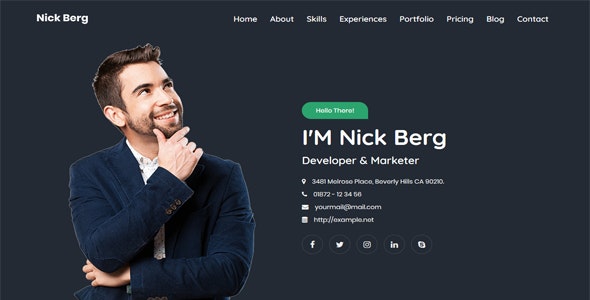 Nick Berg
Home About Skills Experiences Portfolio Pricing Blog Contact
Hello There!
I'M Nick Berg
Developer & Marketer
3481 Melrose Place, Beverly Hills CA 90210.
01872 - 12 34 56
yourmail@mail.com
http://example.net